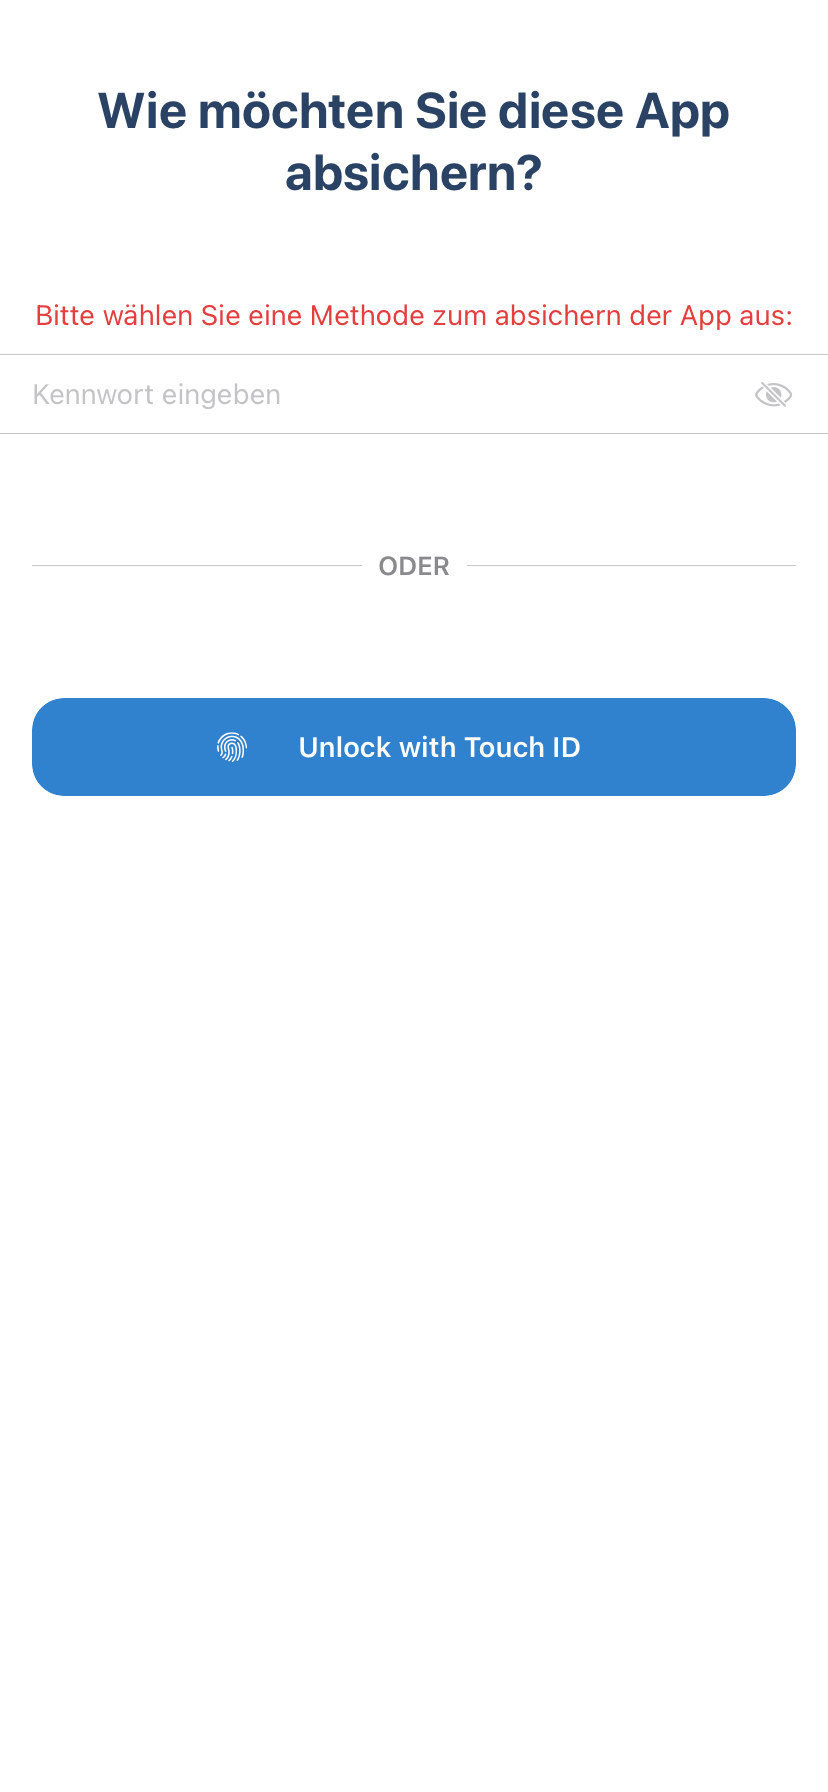 Wie möchten Sie diese App
absichern?
Bitte wählen Sie eine Methode zum absichern der App aus:
Kennwort eingeben
ODER
Unlock with Touch ID